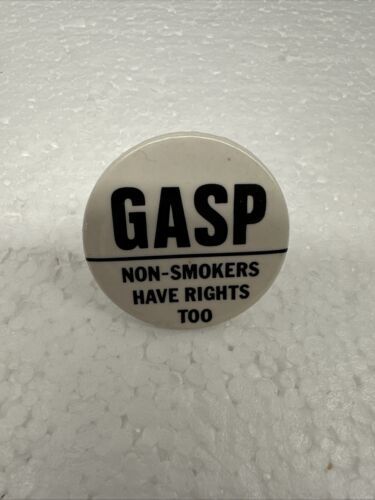 GASP
NON-SMOKERS
HAVE RIGHTS
TOO